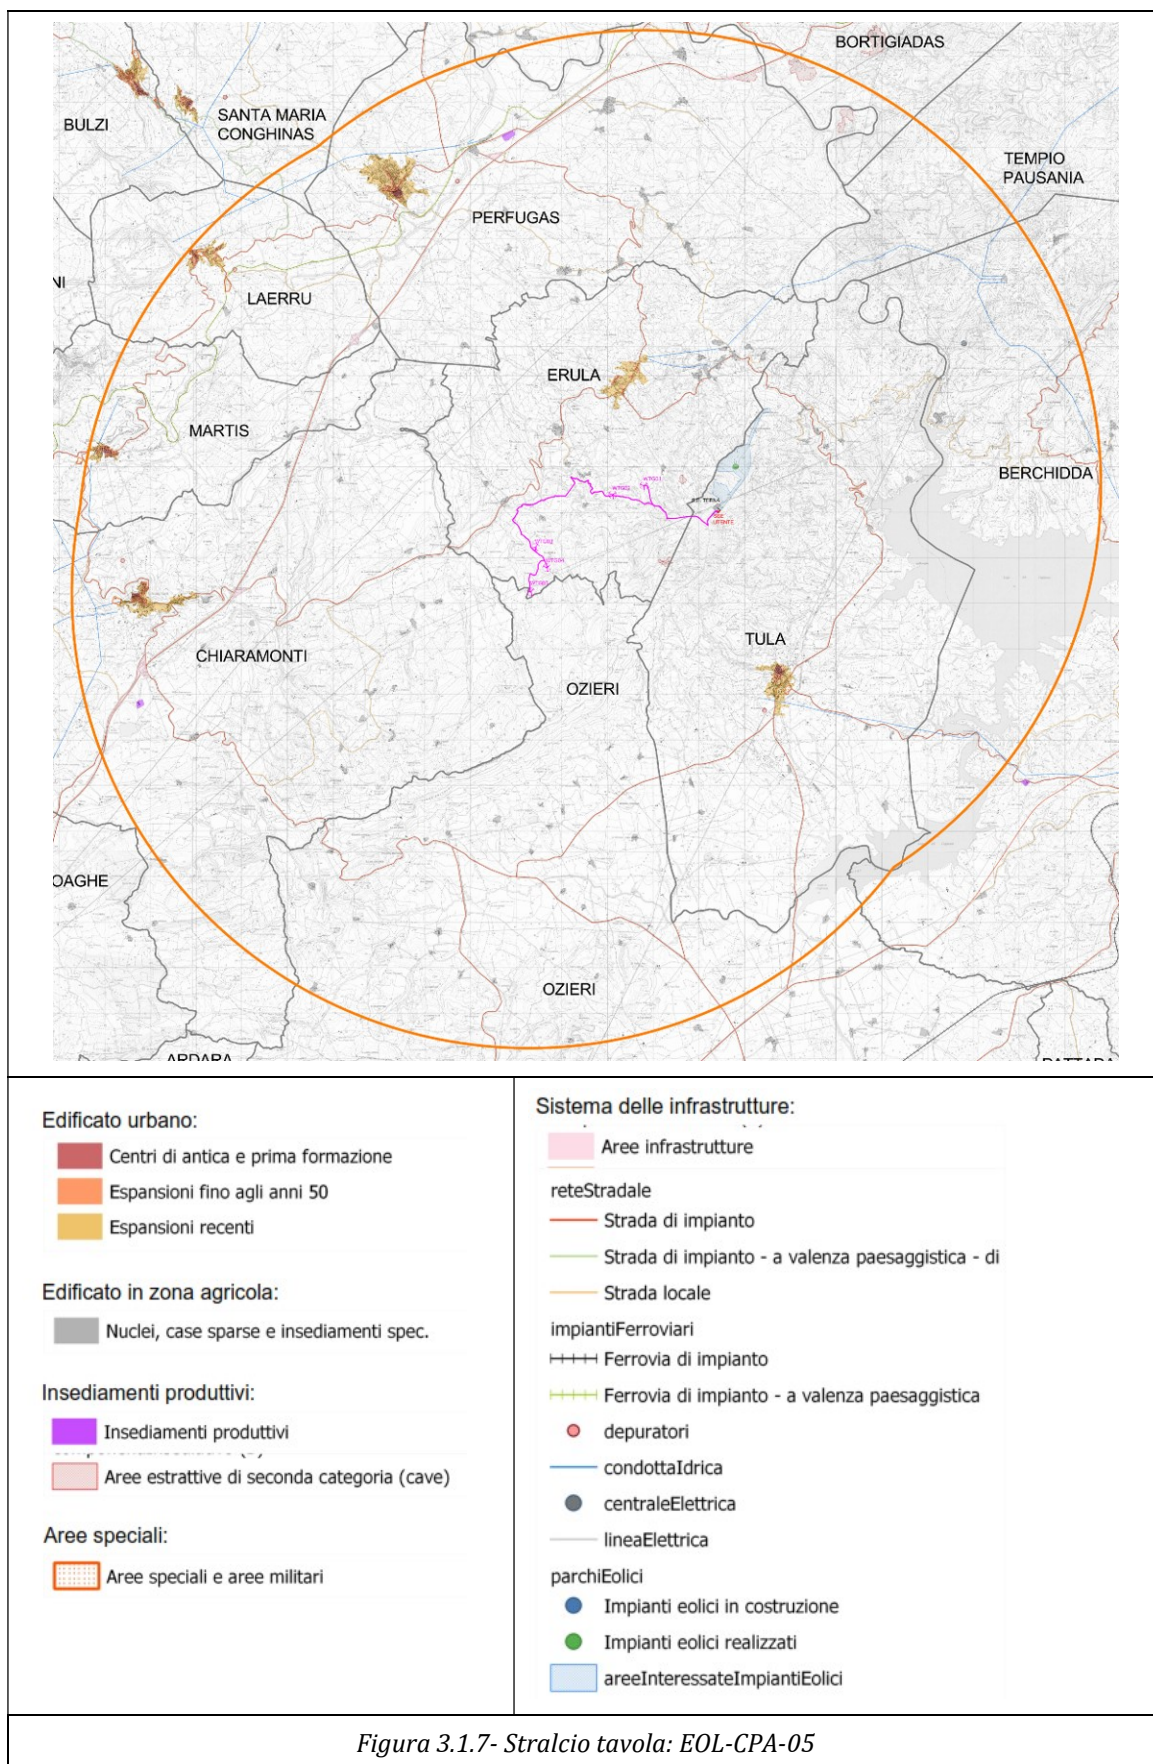 BORTIGIADAS
SANTA MARIA
CONGHINAS
BULZI
TEMPIO
PAUSANIA
PERFUGAS
NI
LAERRU
ERULA
MARTIS
BERCHIDDA
WTG01
SSE
UTENTE
TULA
CHIARAMONTI
OZIERI
OAGHE
OZIERI
ARDARA
Edificato urbano:
Centri di antica e prima formazione
Espansioni fino agli anni 50
Espansioni recenti
Edificato in zona agricola:
Nuclei, case sparse e insediamenti spec.
Insediamenti produttivi:
Insediamenti produttivi
Aree estrattive di seconda categoria (cave)
Aree speciali:
Aree speciali e aree militari
Sistema delle infrastrutture:
Aree infrastrutture
reteStradale
Strada di impianto
Strada di impianto - a valenza paesaggistica - di
Strada locale
impiantiFerroviari
Ferrovia di impianto
Ferrovia di impianto - a valenza paesaggistica
depuratori
condottaIdrica
centraleElettrica
lineaElettrica
parchiEolici
Impianti eolici in costruzione
Impianti eolici realizzati
areeInteressateImpiantiEolici
Figura 3.1.7- Stralcio tavola: EOL-CPA-05